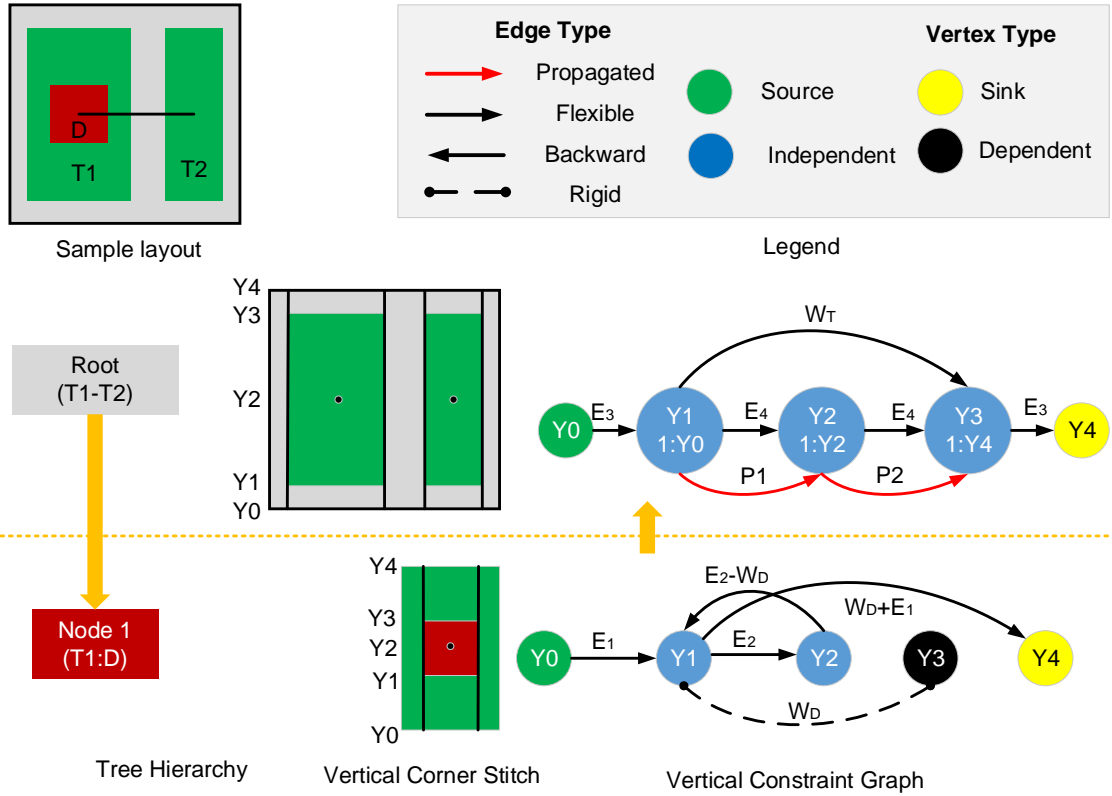 D
T1
T2
Sample layout
Edge Type
Propagated
Flexible
Backward
Rigid
Vertex Type
Source
Sink
Independent
Dependent
Legend
Root
(T1-T2)
Node 1
(T1:D)
Tree Hierarchy
Y4
Y3
Y2
Y1
Y0
Y4
Y3
Y2
Y1
Y0
Vertical Corner Stitch
WT
Y0
E3
Y1
1:Y0
E4
Y2
1:Y2
E4
Y3
1:Y4
E3
Y4
P1
P2
E2-WD
WD+E1
Y0
E1
Y1
E2
Y2
Y3
Y4
WD
Vertical Constraint Graph